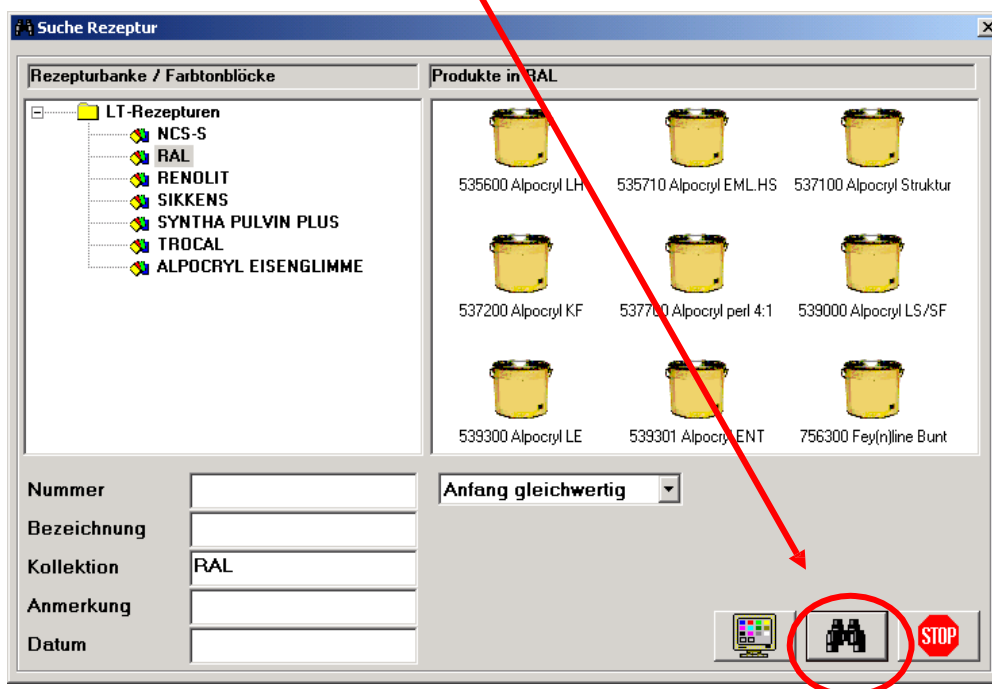 Suche Rezeptur
Rezepturbanke / Farbtonblöcke
Produkte in RAL
LT-Rezepturen
NCS-S
RAL
RENOLIT
SIKKENS
SYNTHA PULVIN PLUS
TROCAL
ALPOCRYL EISENGLIMME
535600 Alpocryl LH
535710 Alpocryl EML.HS
537100 Alpocryl Struktur
537200 Alpocryl KF
537700 Alpocryl perl 4:1
539000 Alpocryl LS/SF
539300 Alpocryl LE
539301 Alpocryl ENT
756300 Fey(n)line Bunt
Nummer
Anfang gleichwertig
Bezeichnung
Kollektion RAL
Anmerkung
Datum
STOP